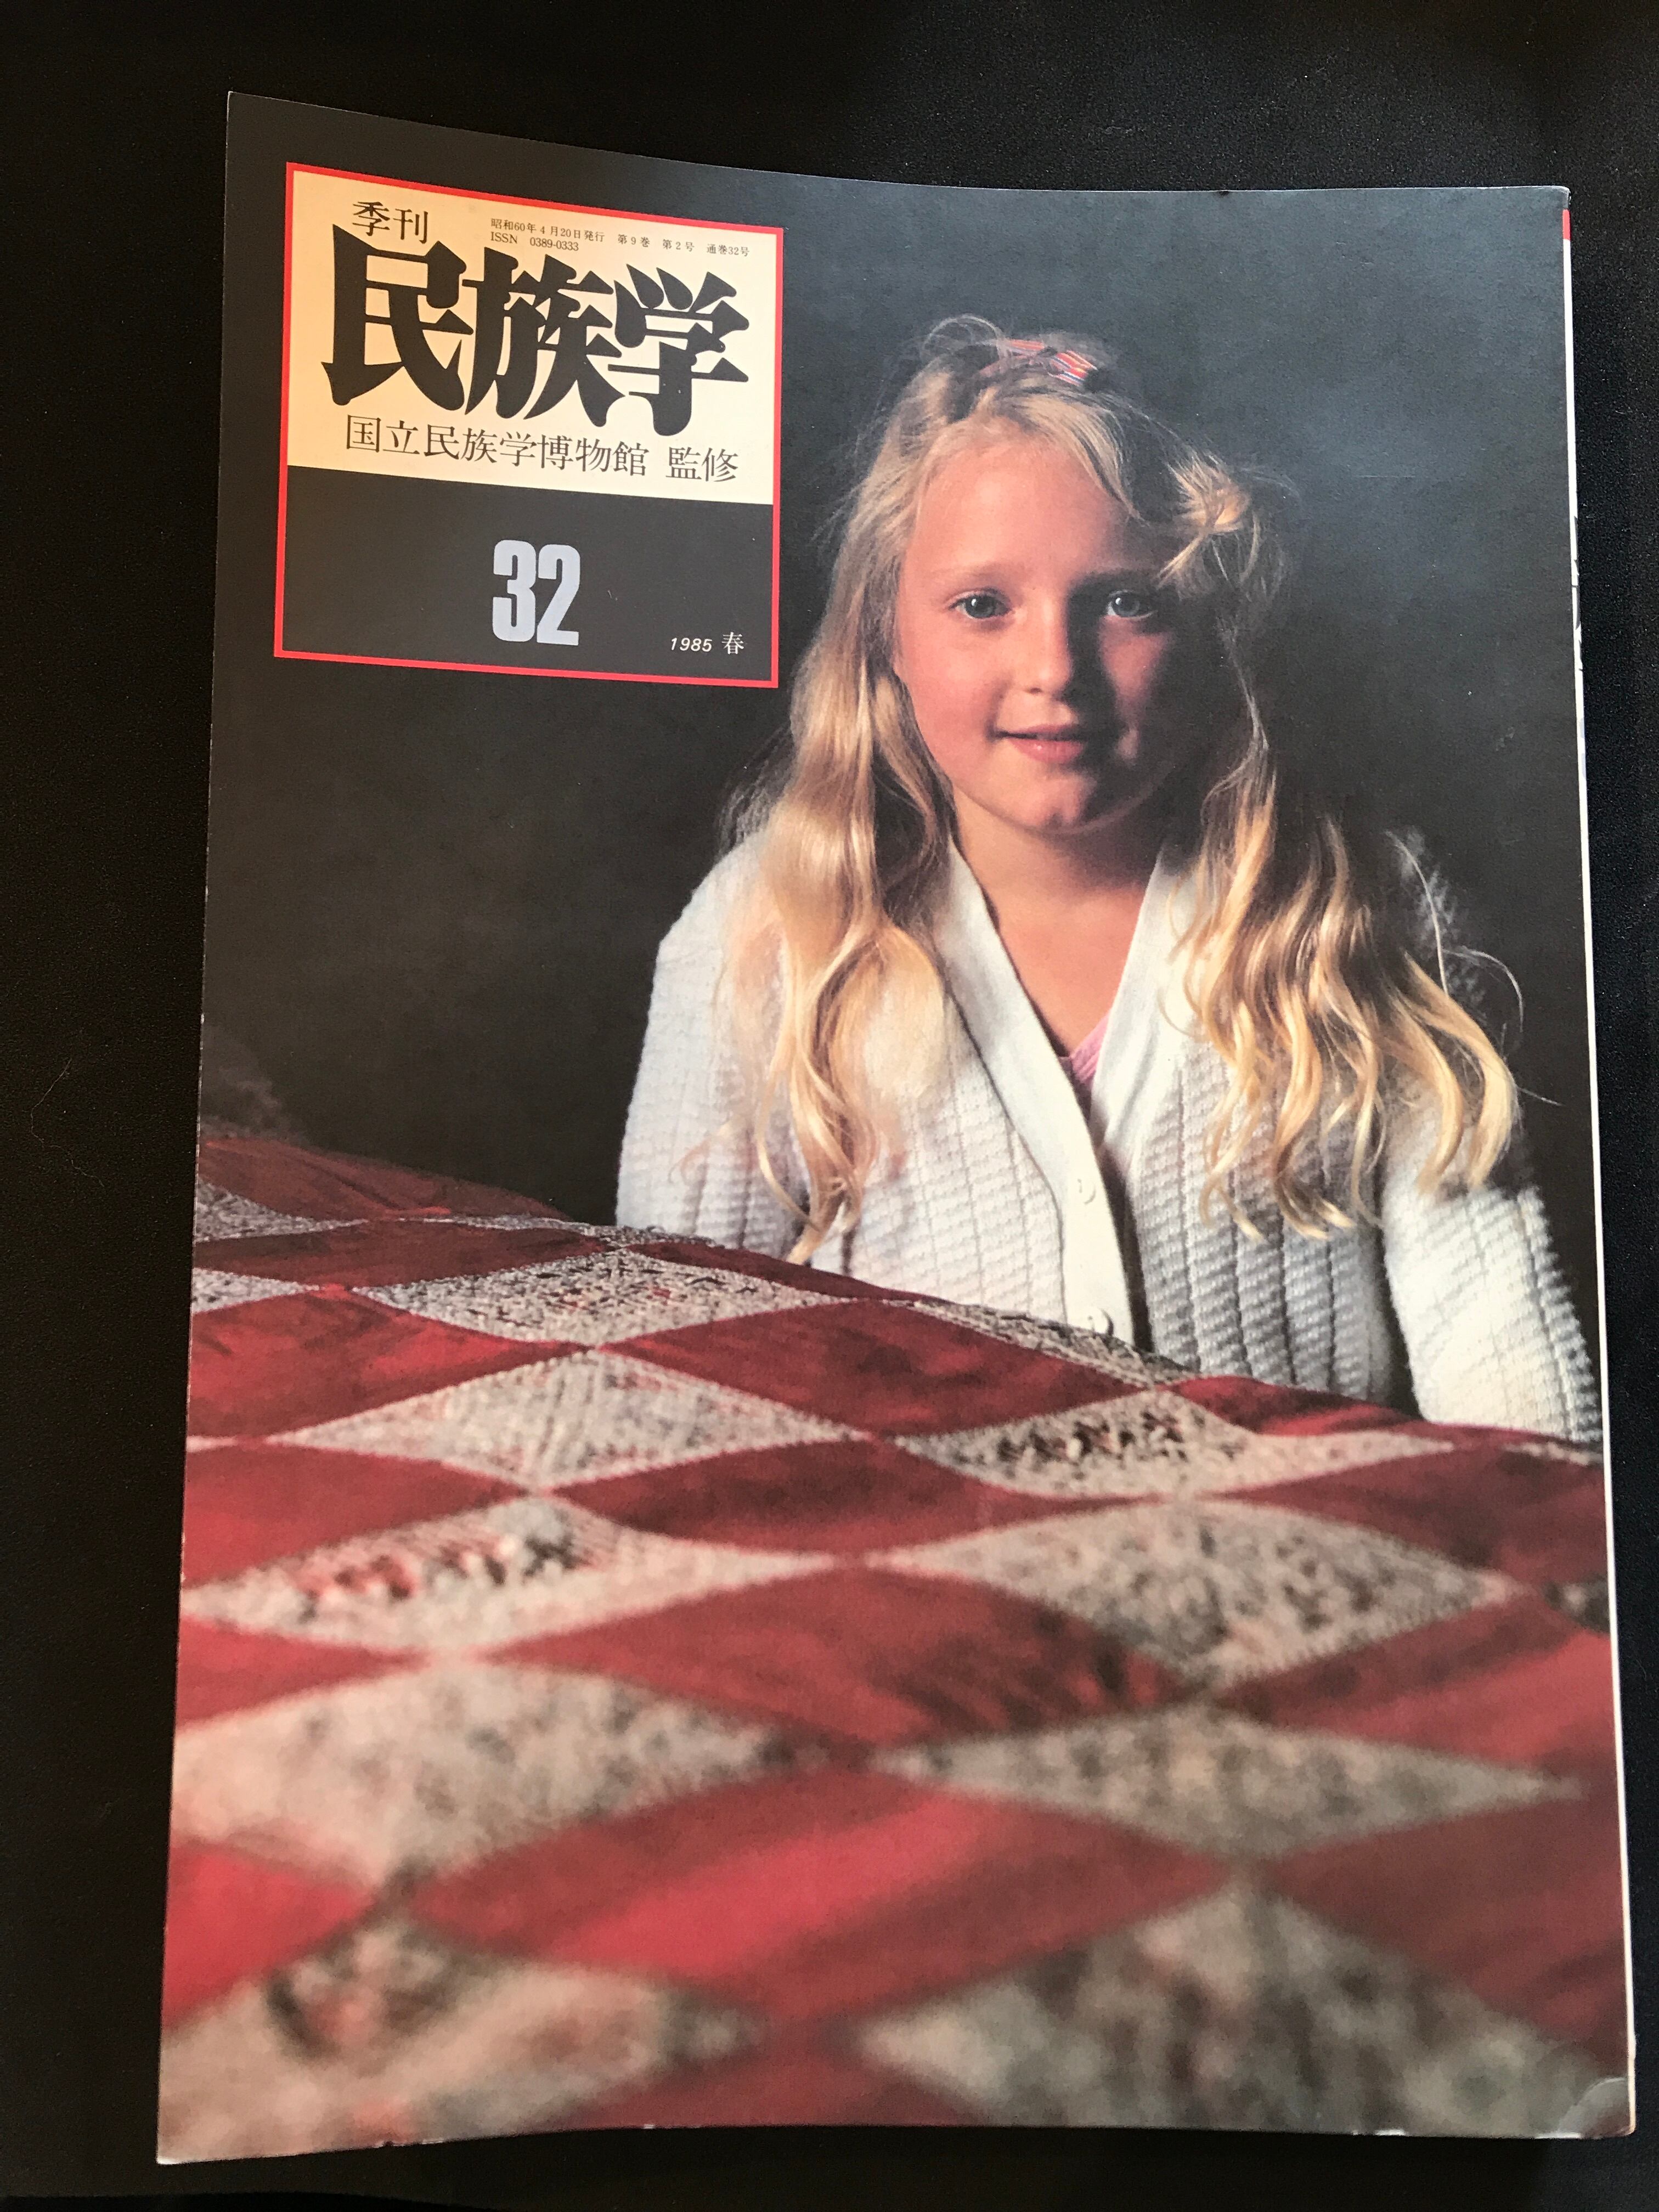 季刊
昭和60年4月20日発行 第9巻 第2号 通巻32号
ISSN 0389-0333
民族学
国立民族学博物館 監修
32
1985 春